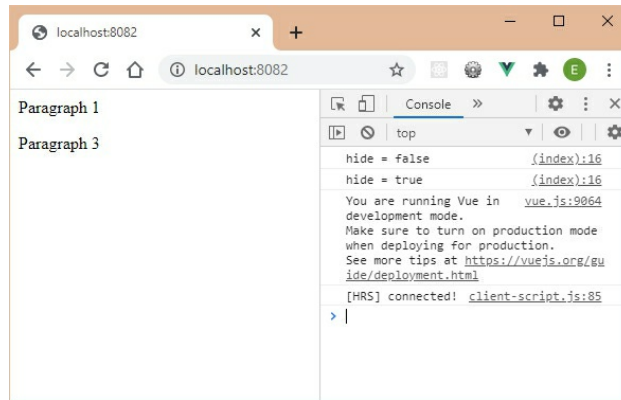 localhost:8082
localhost:8082
E
Paragraph 1
Paragraph 3
Console
top
hide = false (index):16
hide = true (index):16
You are running Vue in vue.js:9064
development mode.
Make sure to turn on production mode
when deploying for production.
See more tips at https://vuejs.org/gu
ide/deployment.html
[HRS] connected! client-script.js:85